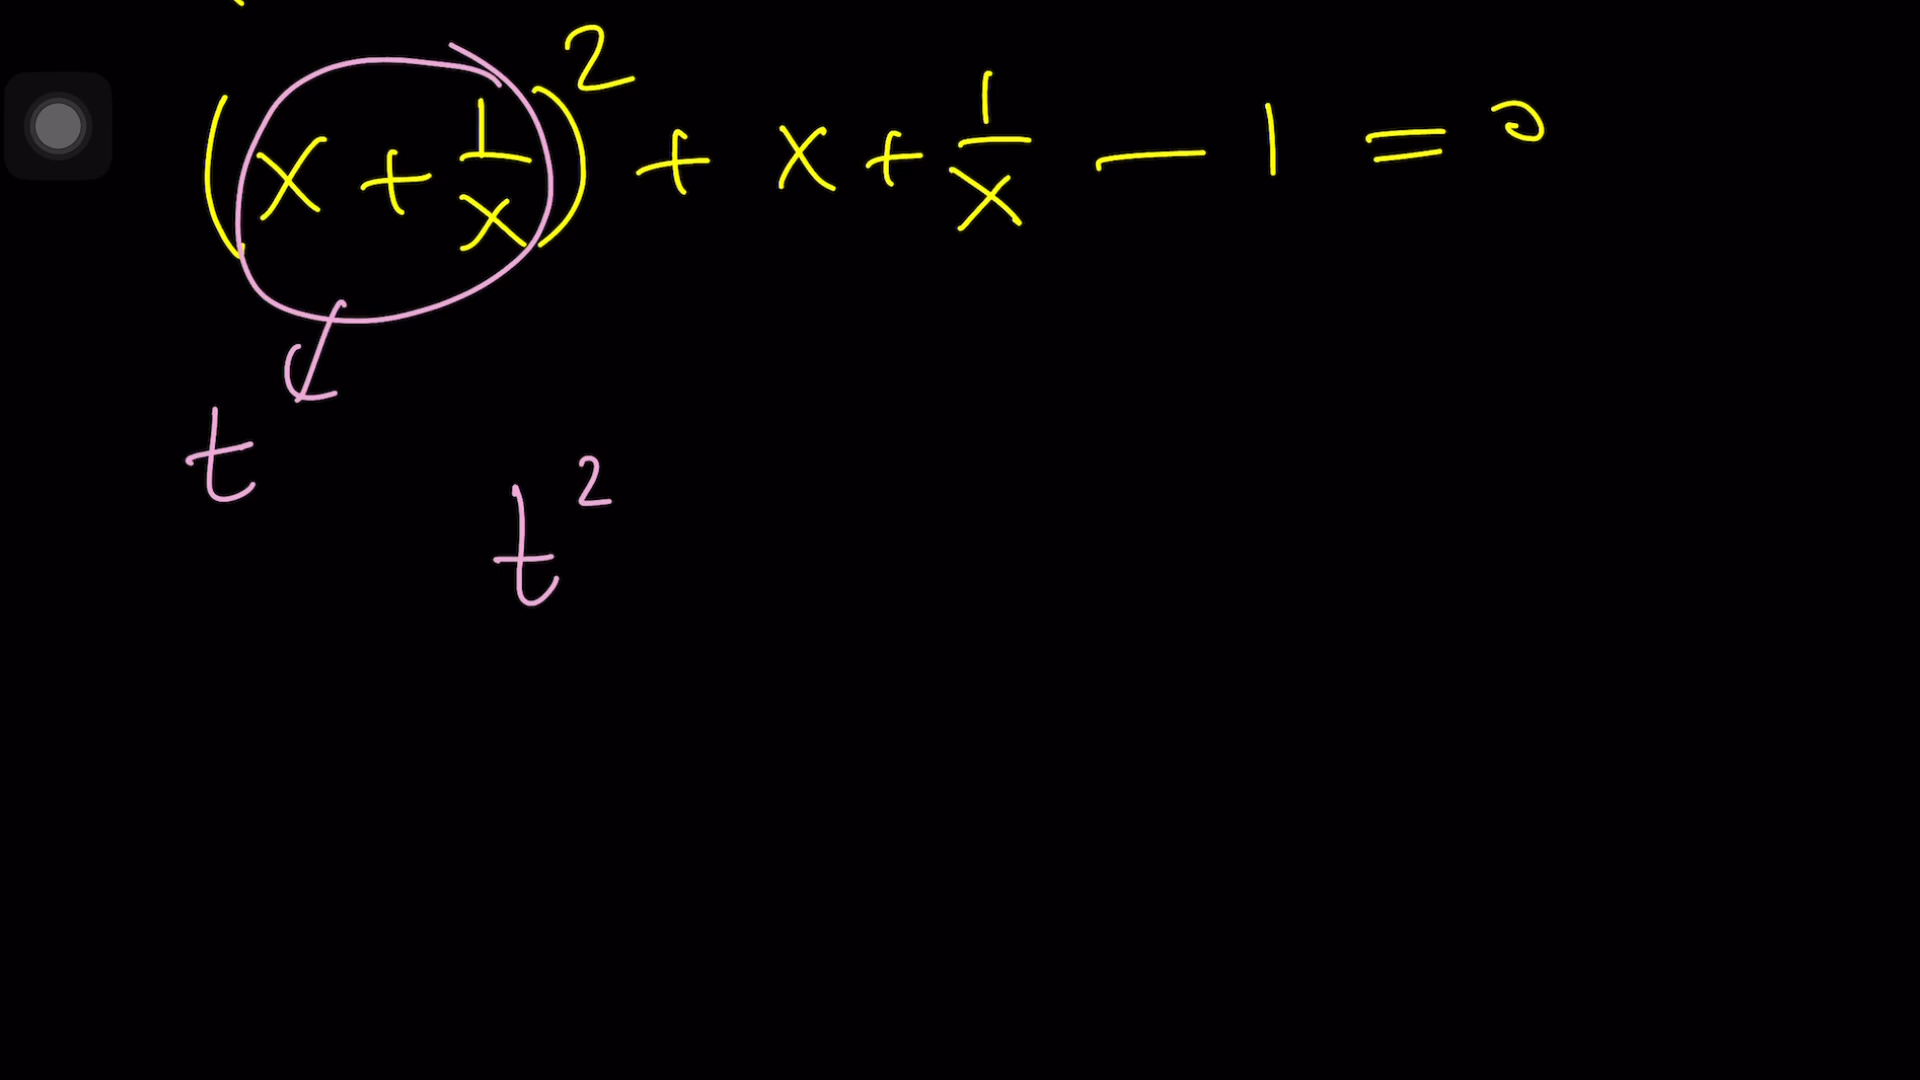 (x + 1/x)² + x + 1/x — 1 = 0
t
t²